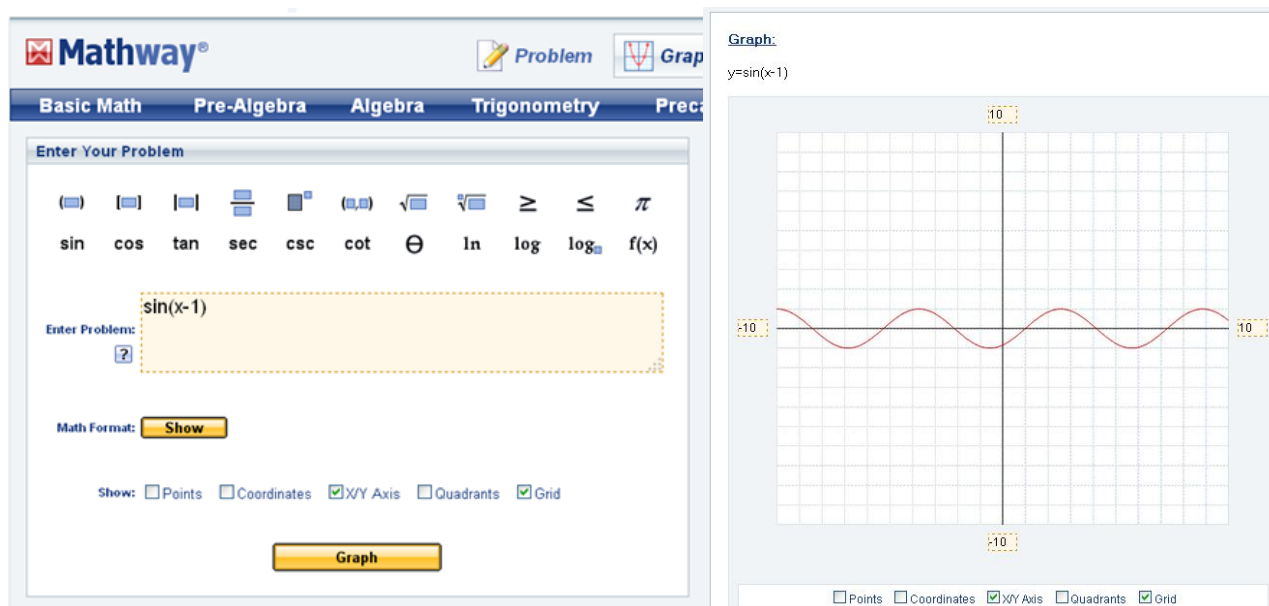 Mathway®
Problem
Grap
Basic Math Pre-Algebra Algebra Trigonometry Preca
Enter Your Problem
(▭) [▭] |▭| (▫,▫) √▭ ∛▭ ≥ ≤ π
sin cos tan sec csc cot Θ ln log log f(x)
Enter Problem:
sin(x-1)
?
Math Format: Show
Show: Points Coordinates X/Y Axis Quadrants Grid
Graph
Graph:
y=sin(x-1)
10
-10
10
-10
Points Coordinates X/Y Axis Quadrants Grid